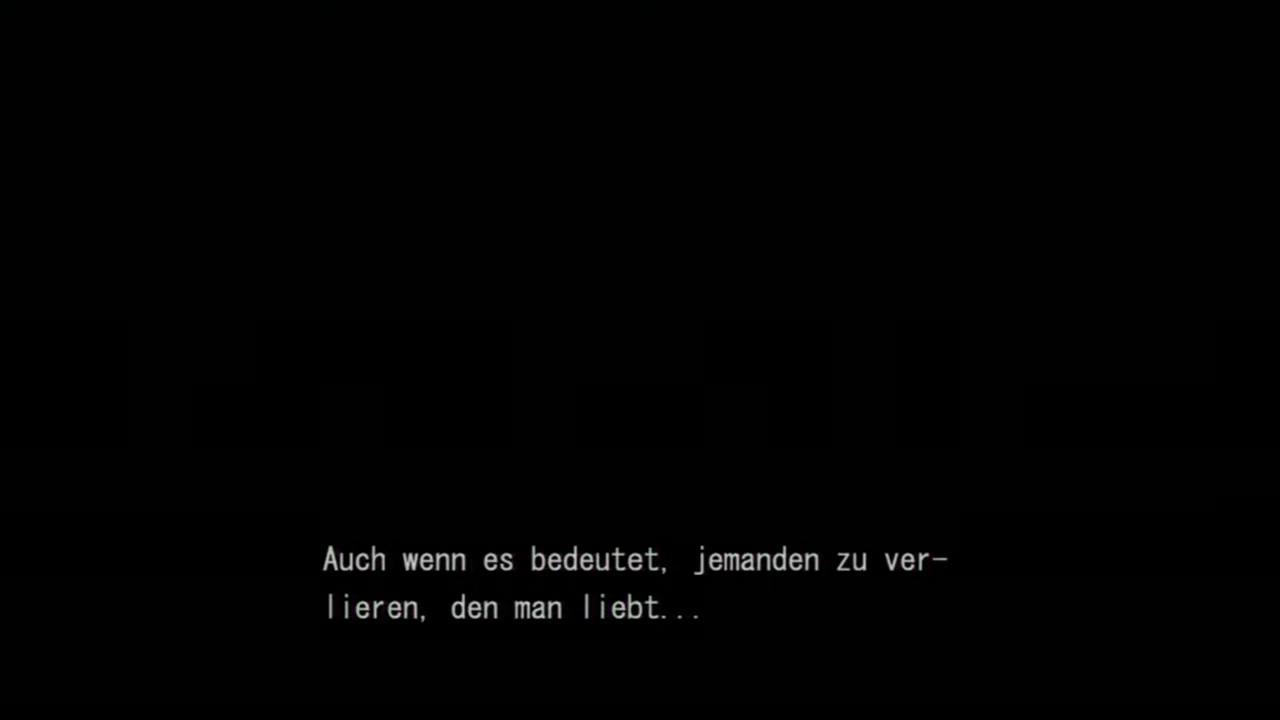 Auch wenn es bedeutet, jemanden zu ver-
lieren, den man liebt...